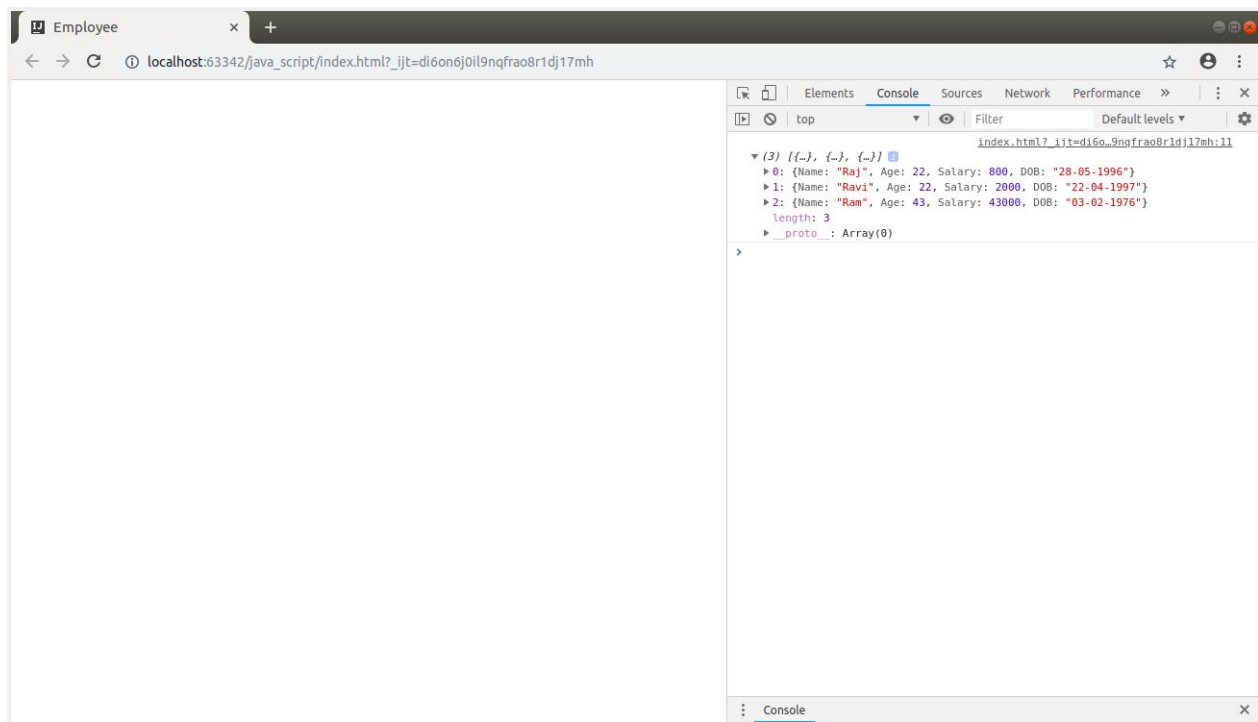 Employee
localhost:63342/java_script/index.html?_ijt=di6on6j0il9nqfrao8r1dj17mh
Elements Console Sources Network Performance »
top Filter Default levels
index.html?_ijt=di6o…9nqfrao8r1dj17mh:11
(3) [{…}, {…}, {…}]
0: {Name: "Raj", Age: 22, Salary: 800, DOB: "28-05-1996"}
1: {Name: "Ravi", Age: 22, Salary: 2000, DOB: "22-04-1997"}
2: {Name: "Ram", Age: 43, Salary: 43000, DOB: "03-02-1976"}
length: 3
__proto__: Array(0)
Console